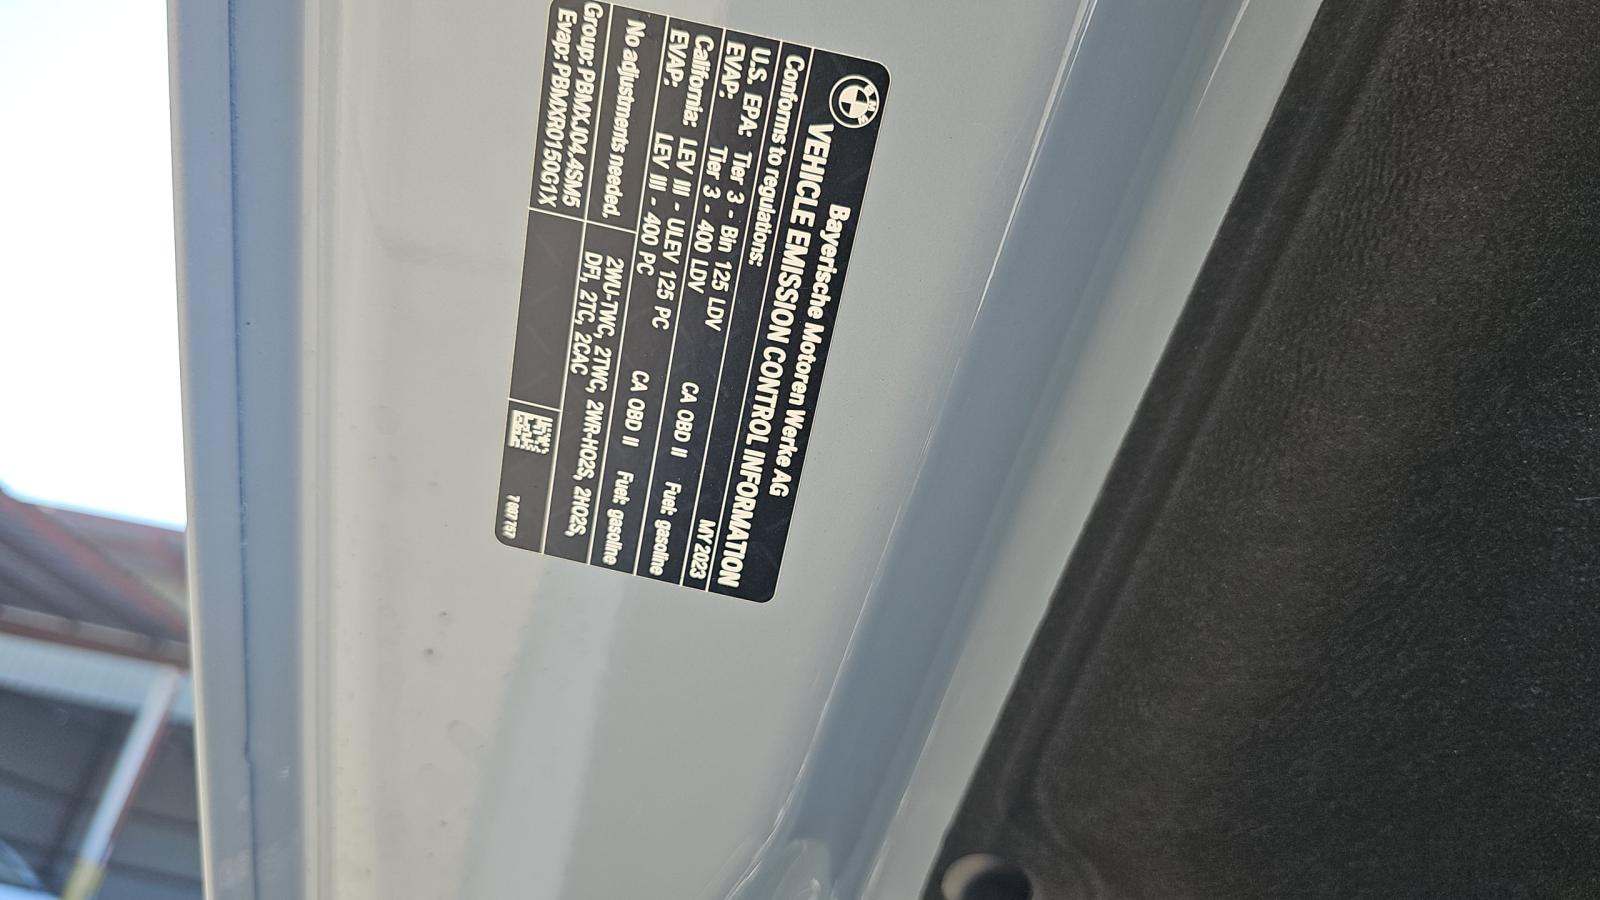 BMW
Bayerische Motoren Werke AG
VEHICLE EMISSION CONTROL INFORMATION
Conforms to regulations: MY 2023
U.S. EPA: Tier 3 - Bin 125 LDV CA OBD II Fuel: gasoline
EVAP: Tier 3 - 400 LDV
California: LEV III - ULEV 125 PC CA OBD II Fuel: gasoline
EVAP: LEV III - 400 PC
No adjustments needed. 2WU-TWC, 2TWC, 2WR-HO2S, 2HO2S,
DFI, 2TC, 2CAC
Group: PBMXJ04.4SM5
Evap: PBMXR0150G1X